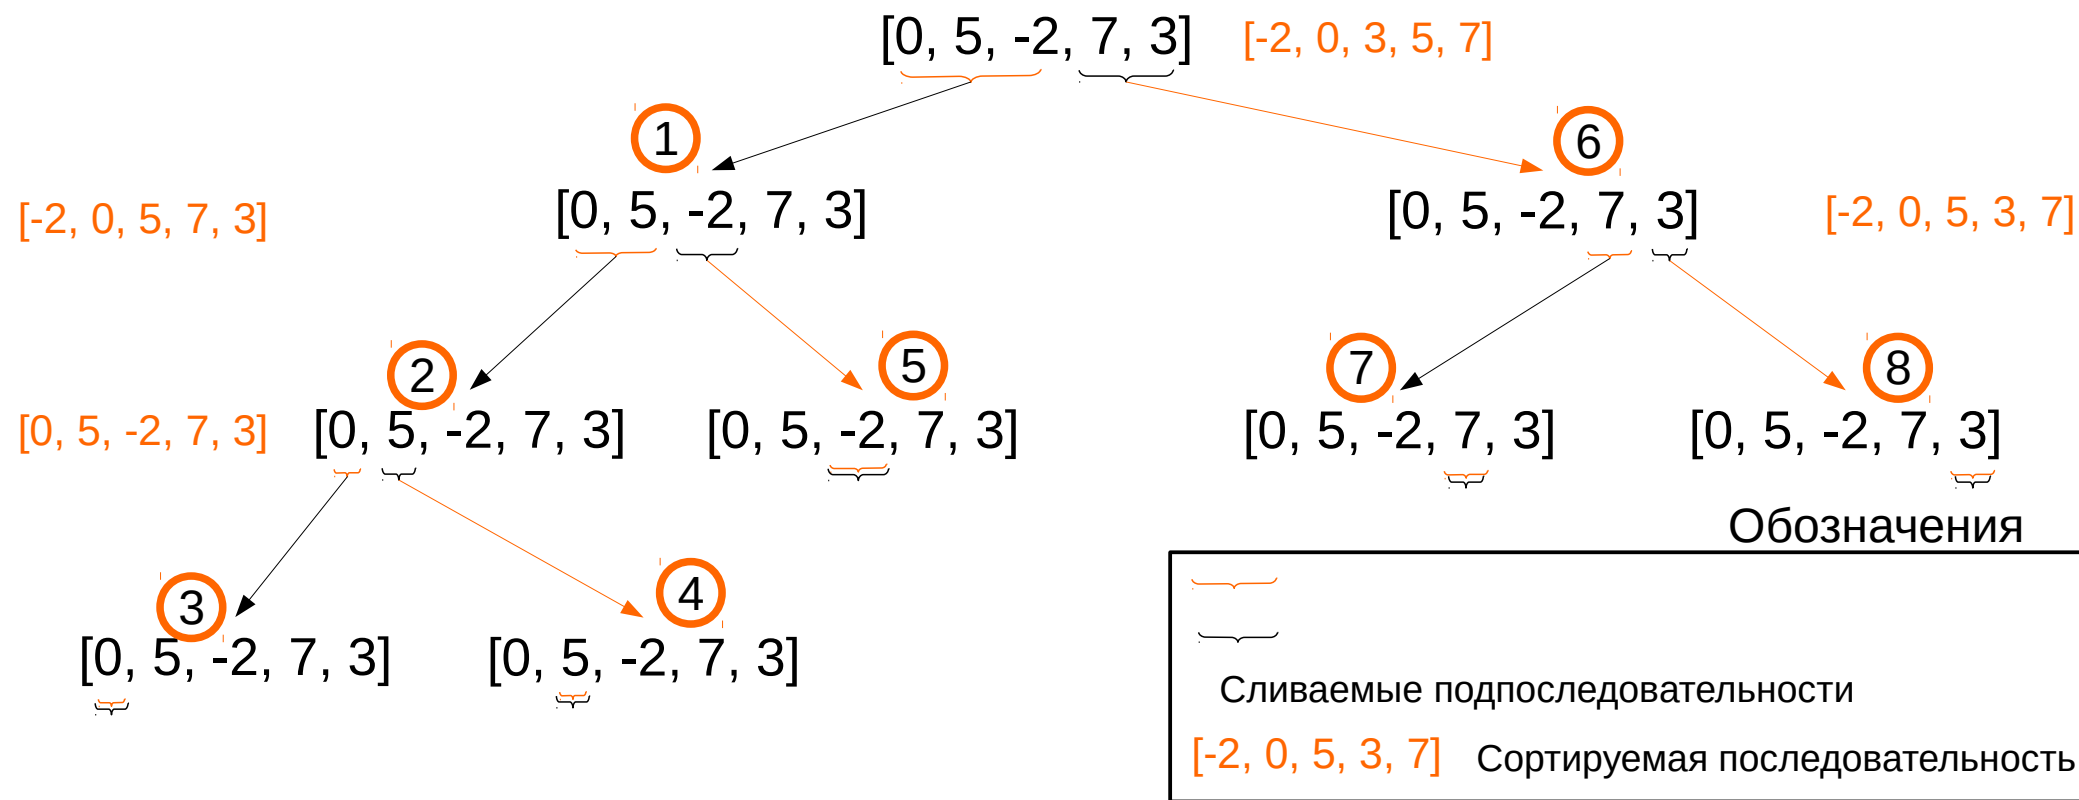 [0, 5, -2, 7, 3] [-2, 0, 3, 5, 7]
1 6
[-2, 0, 5, 7, 3] [0, 5, -2, 7, 3] [0, 5, -2, 7, 3] [-2, 0, 5, 3, 7]
2 5 7 8
[0, 5, -2, 7, 3] [0, 5, -2, 7, 3] [0, 5, -2, 7, 3] [0, 5, -2, 7, 3] [0, 5, -2, 7, 3]
Обозначения
3 4
[0, 5, -2, 7, 3] [0, 5, -2, 7, 3]
Сливаемые подпоследовательности
[-2, 0, 5, 3, 7] Сортируемая последовательность